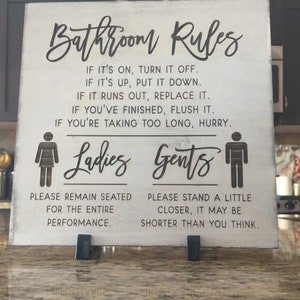 Bathroom Rules
IF IT'S ON, TURN IT OFF.
IF IT'S UP, PUT IT DOWN.
IF IT RUNS OUT, REPLACE IT.
IF YOU'VE FINISHED, FLUSH IT.
IF YOU'RE TAKING TOO LONG, HURRY.
Ladies
PLEASE REMAIN SEATED
FOR THE ENTIRE
PERFORMANCE.
Gents
PLEASE STAND A LITTLE
CLOSER, IT MAY BE
SHORTER THAN YOU THINK.